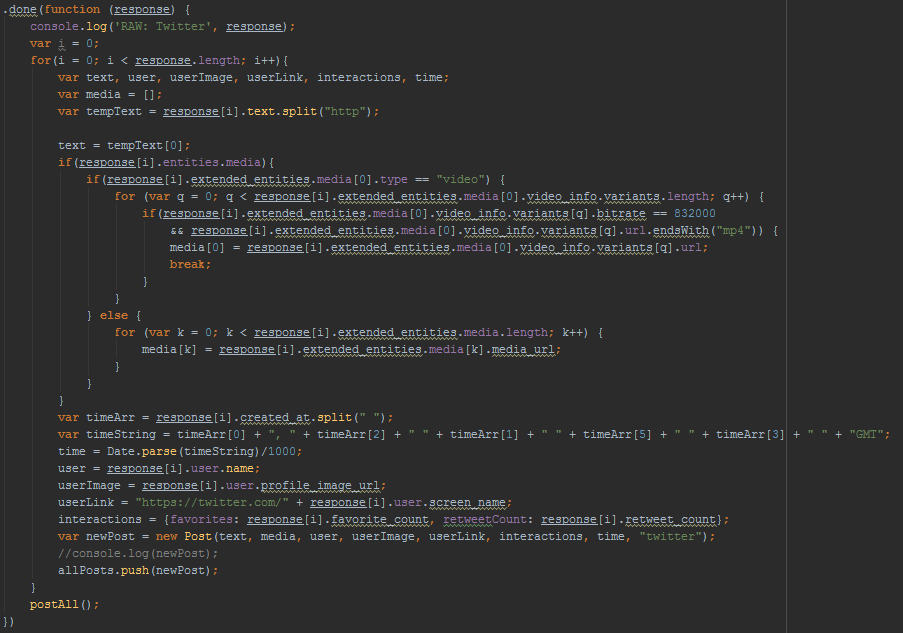 .done(function (response) {
    console.log('RAW: Twitter', response);
    var i = 0;
    for(i = 0; i < response.length; i++){
        var text, user, userImage, userLink, interactions, time;
        var media = [];
        var tempText = response[i].text.split("http");

        text = tempText[0];
        if(response[i].entities.media){
            if(response[i].extended_entities.media[0].type == "video") {
                for (var q = 0; q < response[i].extended_entities.media[0].video_info.variants.length; q++) {
                    if(response[i].extended_entities.media[0].video_info.variants[q].bitrate == 832000
                        && response[i].extended_entities.media[0].video_info.variants[q].url.endsWith("mp4")) {
                        media[0] = response[i].extended_entities.media[0].video_info.variants[q].url;
                        break;
                    }
                }
            } else {
                for (var k = 0; k < response[i].extended_entities.media.length; k++) {
                    media[k] = response[i].extended_entities.media[k].media_url;
                }
            }
        }
        var timeArr = response[i].created_at.split(" ");
        var timeString = timeArr[0] + ", " + timeArr[2] + " " + timeArr[1] + " " + timeArr[5] + " " + timeArr[3] + " " + "GMT";
        time = Date.parse(timeString)/1000;
        user = response[i].user.name;
        userImage = response[i].user.profile_image_url;
        userLink = "https://twitter.com/" + response[i].user.screen_name;
        interactions = {favorites: response[i].favorite_count, retweetCount: response[i].retweet_count};
        var newPost = new Post(text, media, user, userImage, userLink, interactions, time, "twitter");
        //console.log(newPost);
        allPosts.push(newPost);
    }
    postAll();
})